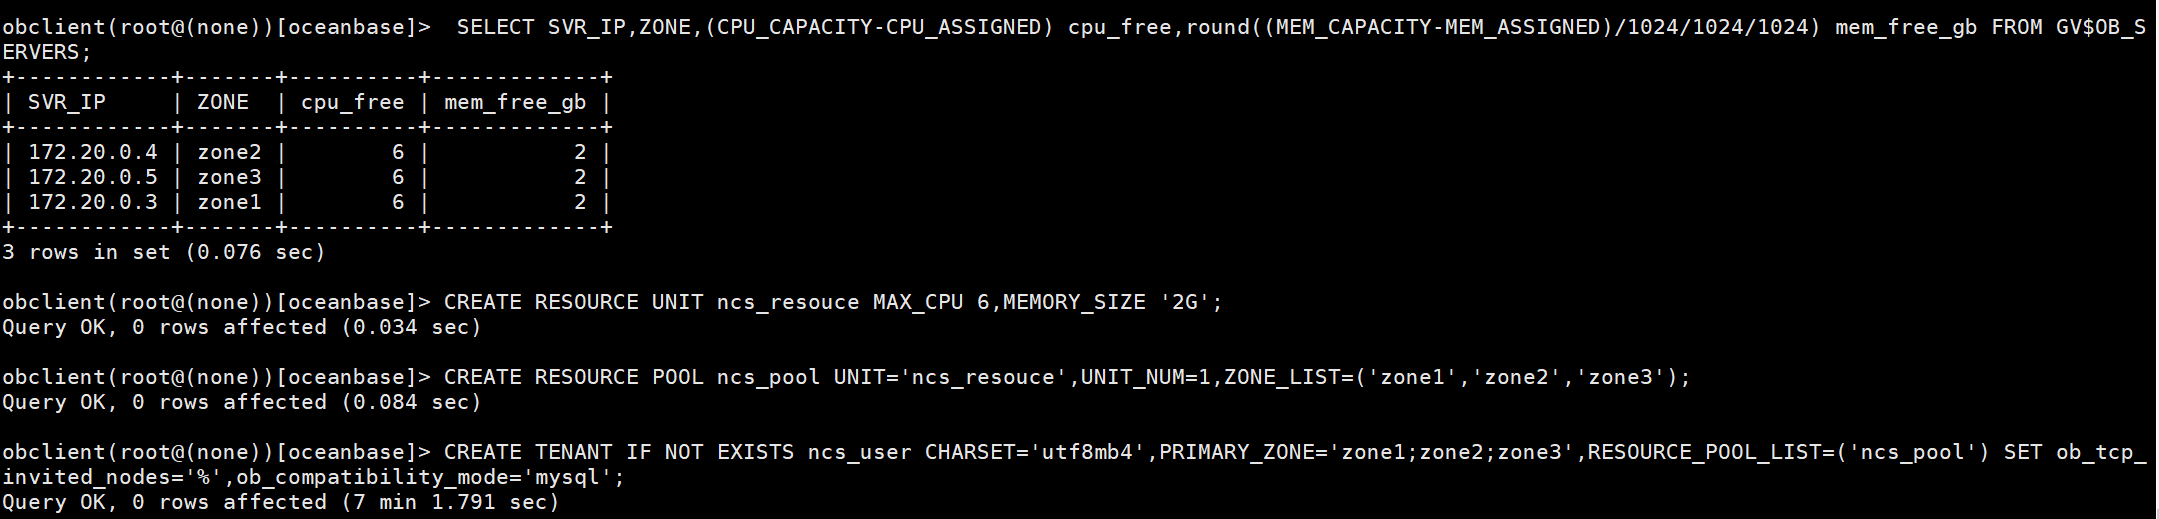 obclient(root@(none))[oceanbase]>  SELECT SVR_IP,ZONE,(CPU_CAPACITY-CPU_ASSIGNED) cpu_free,round((MEM_CAPACITY-MEM_ASSIGNED)/1024/1024/1024) mem_free_gb FROM GV$OB_S
ERVERS;
+------------+-------+----------+-------------+
| SVR_IP     | ZONE  | cpu_free | mem_free_gb |
+------------+-------+----------+-------------+
| 172.20.0.4 | zone2 |        6 |           2 |
| 172.20.0.5 | zone3 |        6 |           2 |
| 172.20.0.3 | zone1 |        6 |           2 |
+------------+-------+----------+-------------+
3 rows in set (0.076 sec)

obclient(root@(none))[oceanbase]> CREATE RESOURCE UNIT ncs_resouce MAX_CPU 6,MEMORY_SIZE '2G';
Query OK, 0 rows affected (0.034 sec)

obclient(root@(none))[oceanbase]> CREATE RESOURCE POOL ncs_pool UNIT='ncs_resouce',UNIT_NUM=1,ZONE_LIST=('zone1','zone2','zone3');
Query OK, 0 rows affected (0.084 sec)

obclient(root@(none))[oceanbase]> CREATE TENANT IF NOT EXISTS ncs_user CHARSET='utf8mb4',PRIMARY_ZONE='zone1;zone2;zone3',RESOURCE_POOL_LIST=('ncs_pool') SET ob_tcp_
invited_nodes='%',ob_compatibility_mode='mysql';
Query OK, 0 rows affected (7 min 1.791 sec)